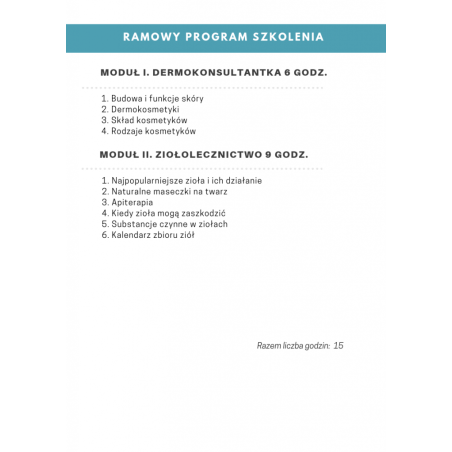 RAMOWY PROGRAM SZKOLENIA
MODUŁ I. DERMOKONSULTANTKA 6 GODZ.
1. Budowa i funkcje skóry
2. Dermokosmetyki
3. Skład kosmetyków
4. Rodzaje kosmetyków
MODUŁ II. ZIOŁOLECZNICTWO 9 GODZ.
1. Najpopularniejsze zioła i ich działanie
2. Naturalne maseczki na twarz
3. Apiterapia
4. Kiedy zioła mogą zaszkodzić
5. Substancje czynne w ziołach
6. Kalendarz zbioru ziół
Razem liczba godzin: 15